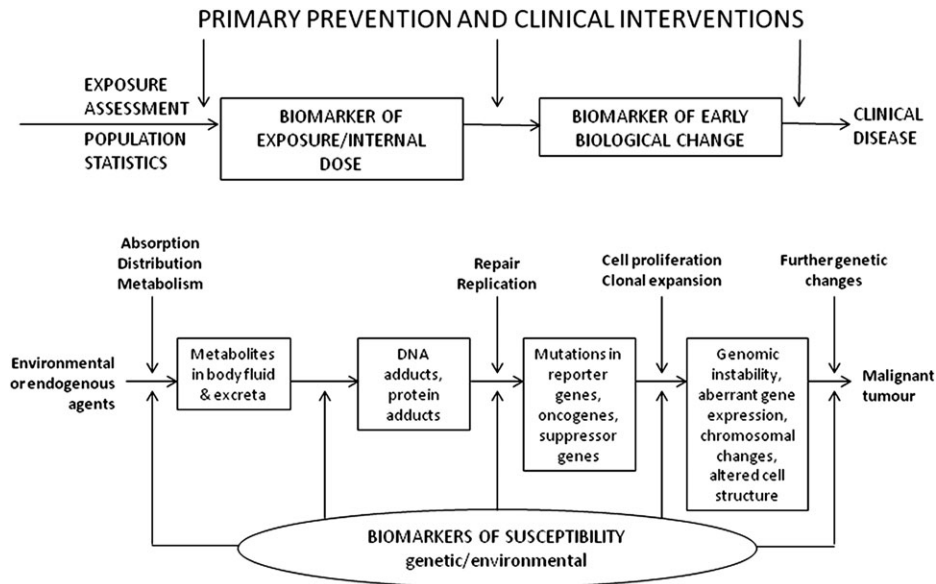 PRIMARY PREVENTION AND CLINICAL INTERVENTIONS
EXPOSURE
ASSESSMENT
POPULATION
STATISTICS
BIOMARKER OF
EXPOSURE/INTERNAL
DOSE
BIOMARKER OF EARLY
BIOLOGICAL CHANGE
CLINICAL
DISEASE
Absorption
Distribution
Metabolism
Repair
Replication
Cell proliferation
Clonal expansion
Further genetic
changes
Environmental
or endogenous
agents
Metabolites
in body fluid
& excreta
DNA
adducts,
protein
adducts
Mutations in
reporter
genes,
oncogenes,
suppressor
genes
Genomic
instability,
aberrant gene
expression,
chromosomal
changes,
altered cell
structure
Malignant
tumour
BIOMARKERS OF SUSCEPTIBILITY
genetic/environmental